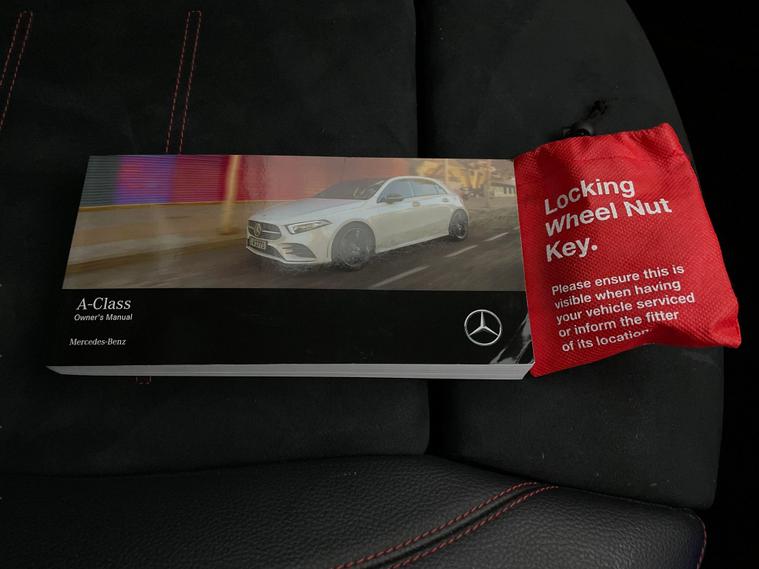 A-Class
Owner's Manual
Mercedes-Benz
Locking
Wheel Nut
Key.
Please ensure this is
visible when having
your vehicle serviced
or inform the fitter
of its location.